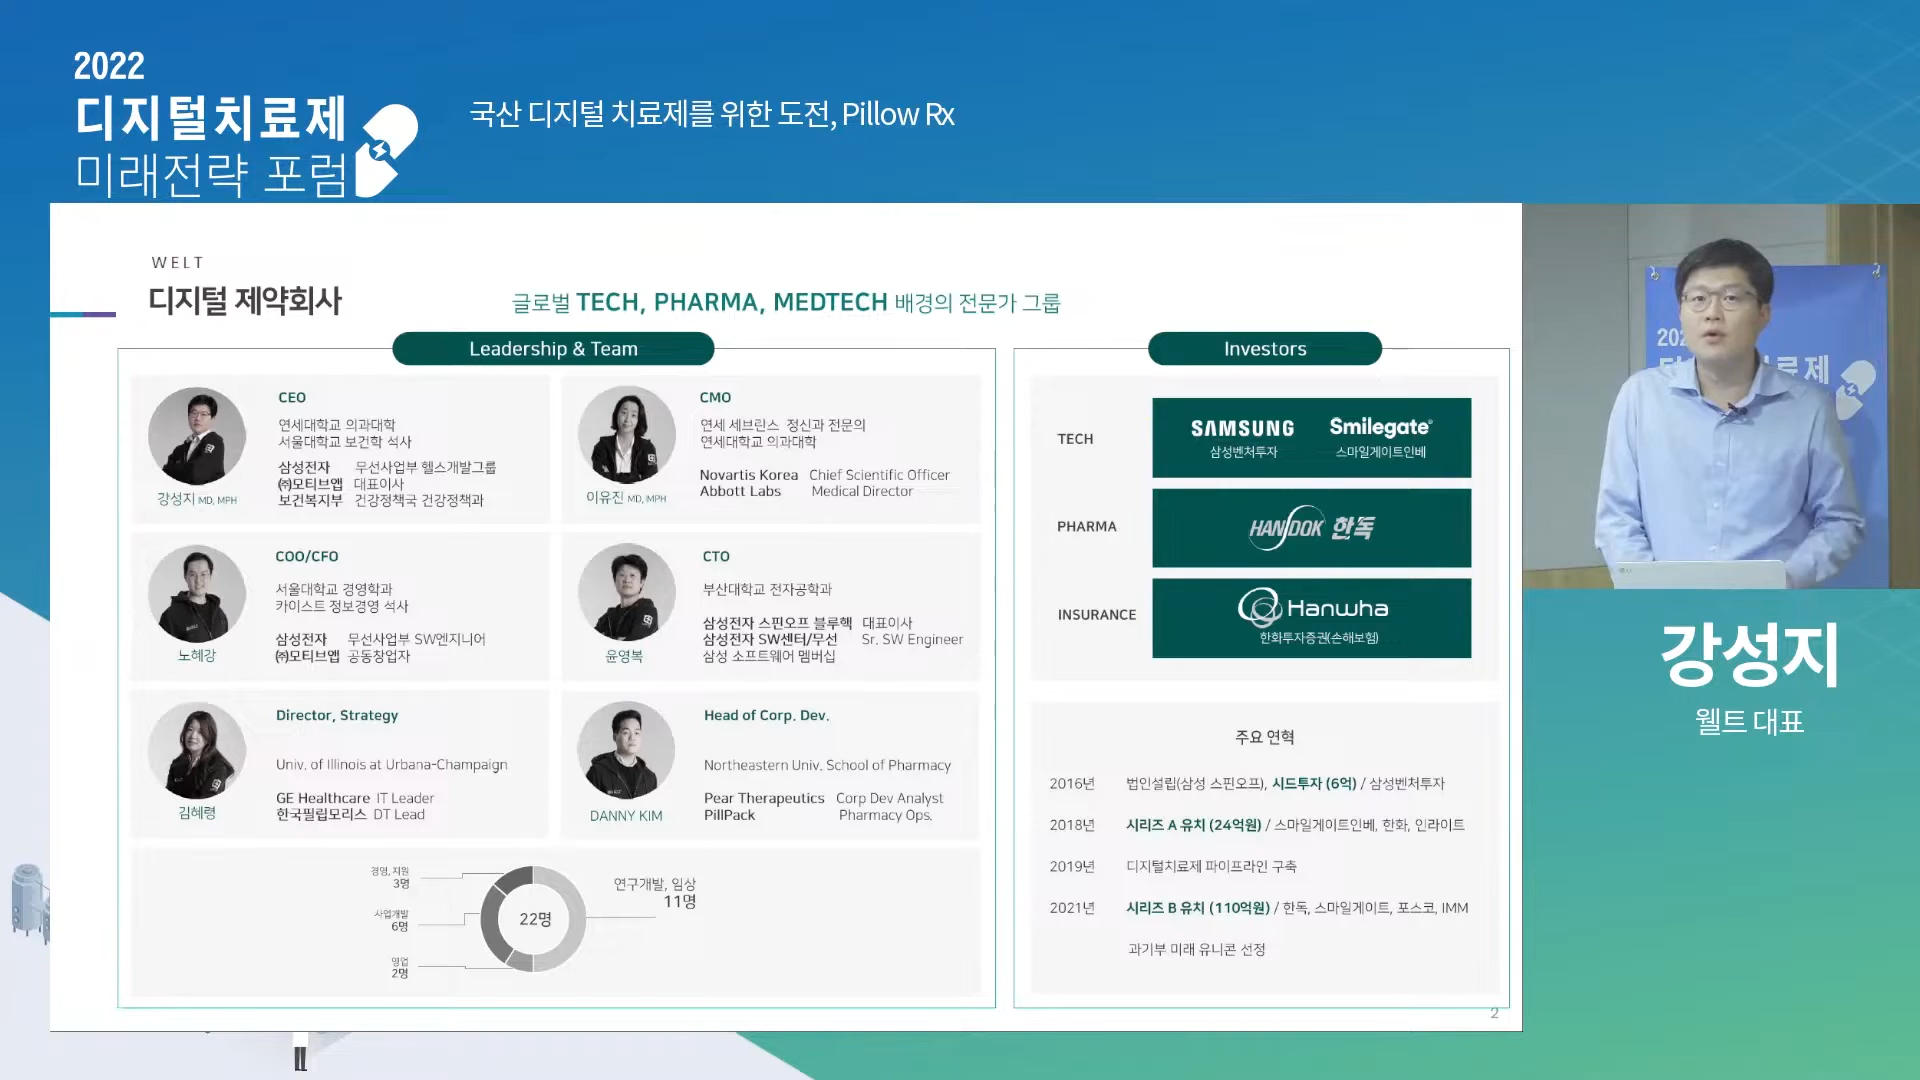 2022
디지털치료제
미래전략 포럼
국산 디지털 치료제를 위한 도전, Pillow Rx
WELT
디지털 제약회사
글로벌 TECH, PHARMA, MEDTECH 배경의 전문가 그룹
Leadership & Team
CEO
연세대학교 의과대학
서울대학교 보건학 석사
삼성전자 무선사업부 헬스개발그룹
㈜모티브앱 대표이사
보건복지부 건강정책국 건강정책과
강성지 MD, MPH
CMO
연세 세브란스 정신과 전문의
연세대학교 의과대학
Novartis Korea Chief Scientific Officer
Abbott Labs Medical Director
이유진 MD, MPH
COO/CFO
서울대학교 경영학과
카이스트 정보경영 석사
삼성전자 무선사업부 SW엔지니어
㈜모티브앱 공동창업자
노혜강
CTO
부산대학교 전자공학과
삼성전자 스핀오프 블루핵 대표이사
삼성전자 SW센터/무선 Sr. SW Engineer
삼성 소프트웨어 멤버십
윤영복
Director, Strategy
Univ. of Illinois at Urbana-Champaign
GE Healthcare IT Leader
한국필립모리스 DT Lead
김혜령
Head of Corp. Dev.
Northeastern Univ. School of Pharmacy
Pear Therapeutics Corp Dev Analyst
PillPack Pharmacy Ops.
DANNY KIM
경영, 지원
3명
사업개발
6명
영업
2명
22명
연구개발, 임상
11명
Investors
TECH
SAMSUNG
삼성벤처투자
Smilegate
스마일게이트인베
PHARMA
HANDOK 한독
INSURANCE
Hanwha
한화투자증권(손해보험)
주요 연혁
2016년 법인설립(삼성 스핀오프), 시드투자 (6억) / 삼성벤처투자
2018년 시리즈 A 유치 (24억원) / 스마일게이트인베, 한화, 인라이트
2019년 디지털치료제 파이프라인 구축
2021년 시리즈 B 유치 (110억원) / 한독, 스마일게이트, 포스코, IMM
과기부 미래 유니콘 선정
2
강성지
웰트 대표